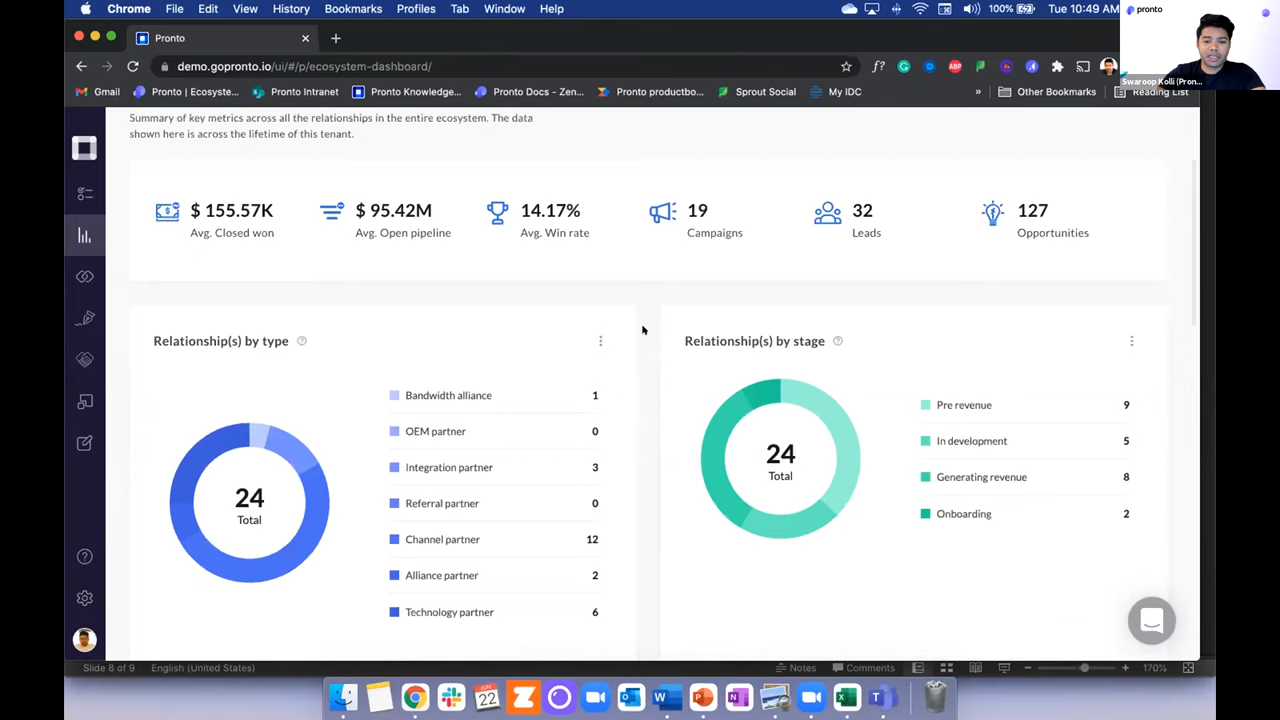 Chrome File Edit View History Bookmarks Profiles Tab Window Help 100% Tue 10:49 AM
pronto
Pronto
demo.gopronto.io/ui/#/p/ecosystem-dashboard/
Swaroop Kolli (Pron...
Gmail Pronto | Ecosyste... Pronto Intranet Pronto Knowledge... Pronto Docs - Zen... Pronto productbo... Sprout Social My IDC » Other Bookmarks Reading List
Summary of key metrics across all the relationships in the entire ecosystem. The data
shown here is across the lifetime of this tenant.
$ 155.57K $ 95.42M 14.17% 19 32 127
Avg. Closed won Avg. Open pipeline Avg. Win rate Campaigns Leads Opportunities
Relationship(s) by type
Bandwidth alliance 1
OEM partner 0
Integration partner 3
Referral partner 0
Channel partner 12
Alliance partner 2
Technology partner 6
24
Total
Relationship(s) by stage
Pre revenue 9
In development 5
Generating revenue 8
Onboarding 2
24
Total
Slide 8 of 9 English (United States) Notes Comments 170%
JUN
22